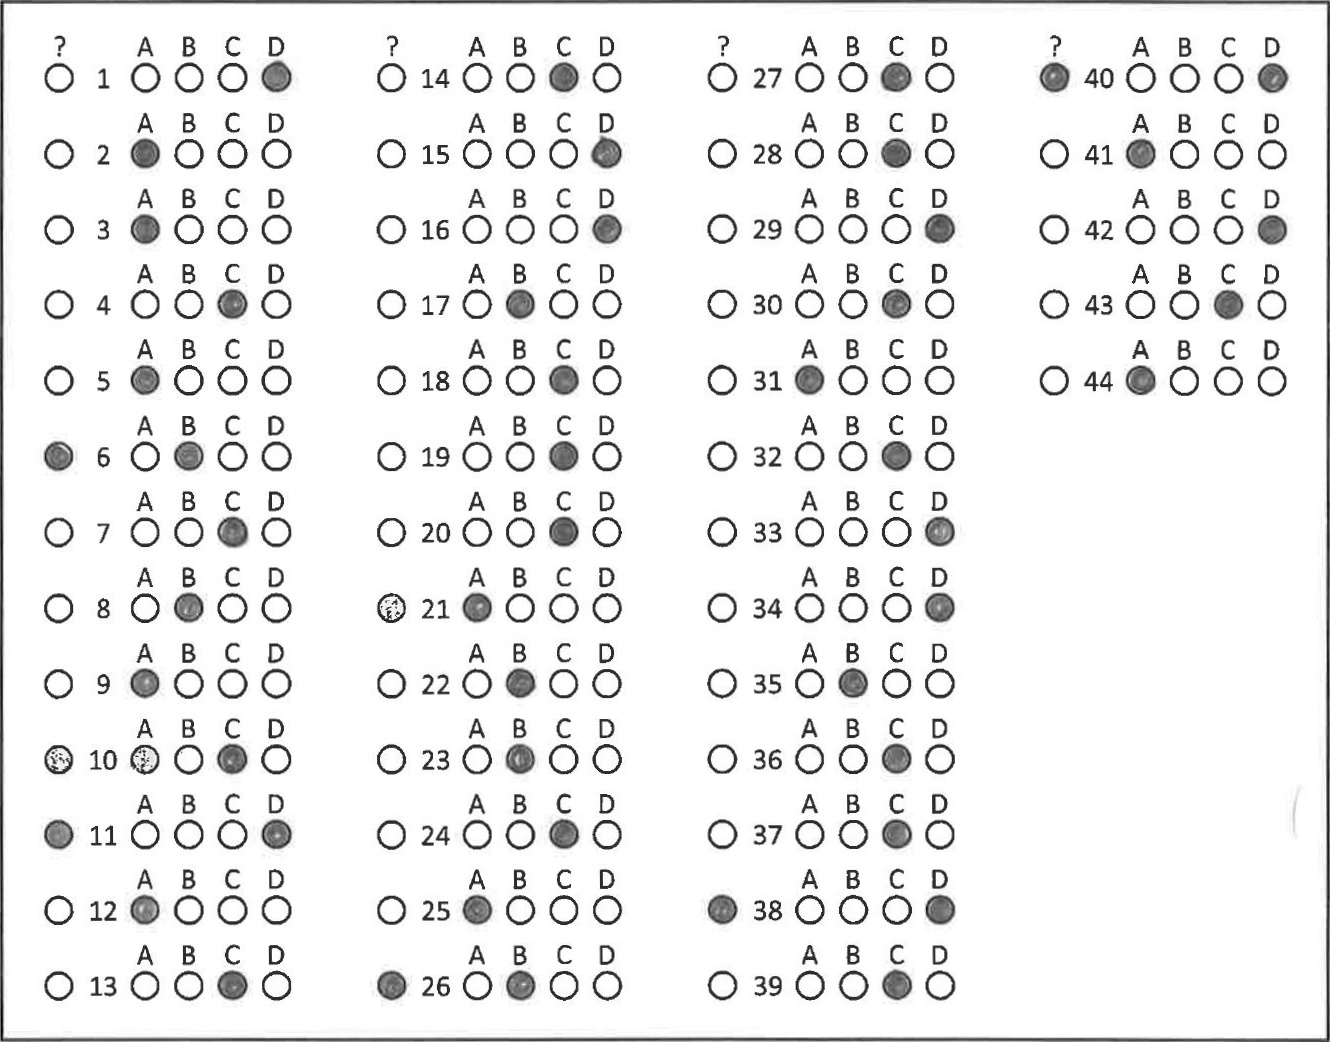 ? A B C D
1
A B C D
2
A B C D
3
A B C D
4
A B C D
5
A B C D
6
A B C D
7
A B C D
8
A B C D
9
A B C D
10
A B C D
11
A B C D
12
A B C D
13
? A B C D
14
A B C D
15
A B C D
16
A B C D
17
A B C D
18
A B C D
19
A B C D
20
A B C D
21
A B C D
22
A B C D
23
A B C D
24
A B C D
25
A B C D
26
? A B C D
27
A B C D
28
A B C D
29
A B C D
30
A B C D
31
A B C D
32
A B C D
33
A B C D
34
A B C D
35
A B C D
36
A B C D
37
A B C D
38
A B C D
39
? A B C D
40
A B C D
41
A B C D
42
A B C D
43
A B C D
44